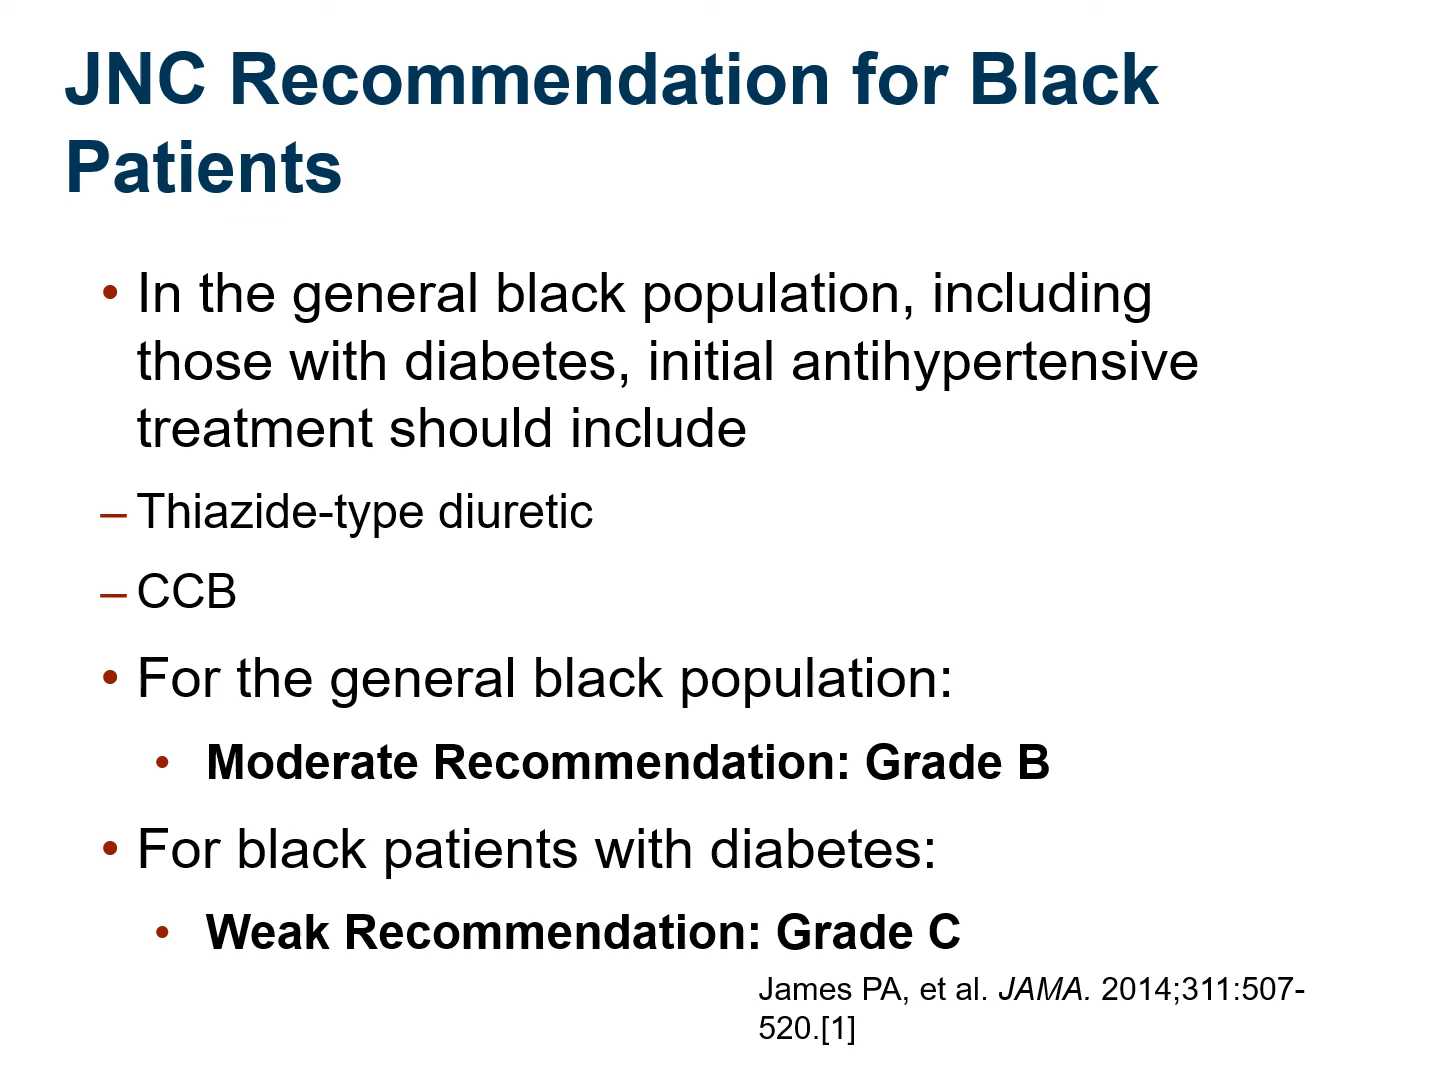 JNC Recommendation for Black
Patients
• In the general black population, including
those with diabetes, initial antihypertensive
treatment should include
– Thiazide-type diuretic
– CCB
• For the general black population:
• Moderate Recommendation: Grade B
• For black patients with diabetes:
• Weak Recommendation: Grade C
James PA, et al. JAMA. 2014;311:507-
520.[1]